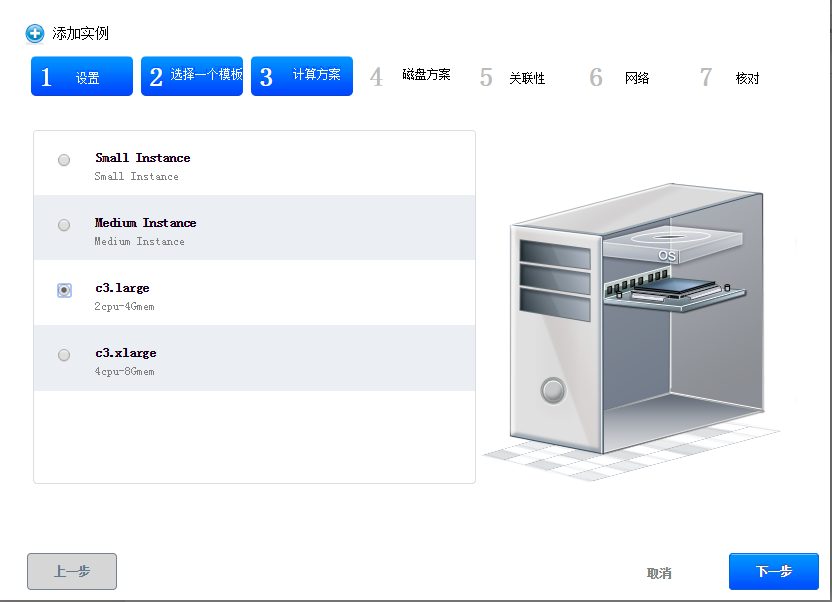 添加实例
1 设置 2 选择一个模板 3 计算方案 4 磁盘方案 5 关联性 6 网络 7 核对
Small Instance
Small Instance
Medium Instance
Medium Instance
OS
c3.large
2cpu-4Gmem
c3.xlarge
4cpu-8Gmem
上一步 取消 下一步